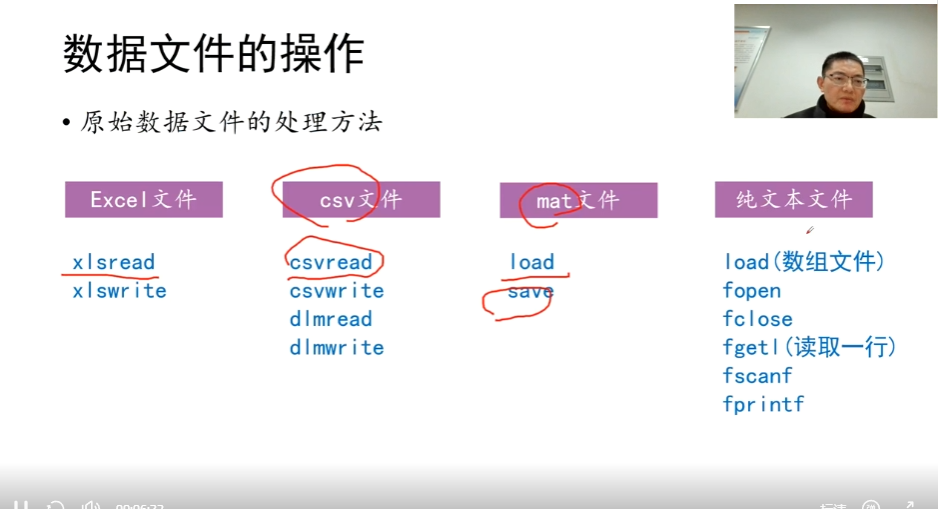 数据文件的操作
• 原始数据文件的处理方法
Excel文件
xlsread
xlswrite
csv文件
csvread
csvwrite
dlmread
dlmwrite
mat文件
load
save
纯文本文件
load(数组文件)
fopen
fclose
fgetl(读取一行)
fscanf
fprintf